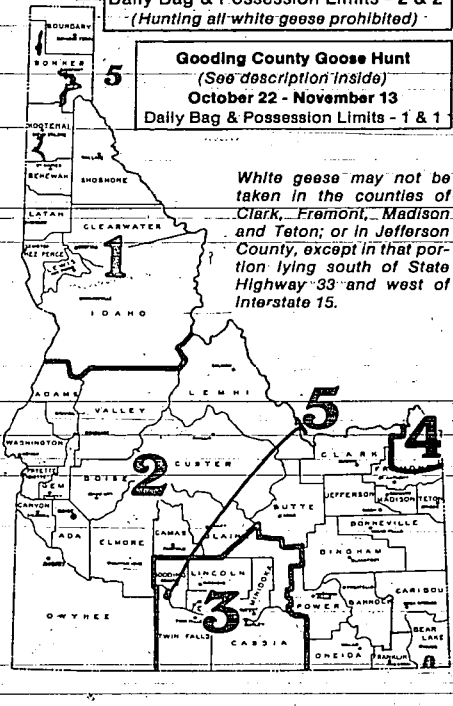 Daily Bag & Possession Limits - 2 & 2
(Hunting all white geese prohibited)
Gooding County Goose Hunt
(See description inside)
October 22 - November 13
Daily Bag & Possession Limits - 1 & 1
White geese may not be
taken in the counties of
Clark, Fremont, Madison
and Teton; or in Jefferson
County, except in that por-
tion lying south of State
Highway 33 and west of
Interstate 15.
BOUNDARY
BONNER
5
KOOTENAI
BENEWAH
SHOSHONE
LATAH
CLEARWATER
NEZ PERCE
LEWIS
1
IDAHO
ADAMS
VALLEY
LEMHI
5
4
WASHINGTON
PAYETTE
GEM
BOISE
2
CUSTER
CLARK
CANYON
ADA
ELMORE
CAMAS
BLAINE
BUTTE
JEFFERSON
MADISON
TETON
BONNEVILLE
BINGHAM
OWYHEE
GOODING
LINCOLN
MINIDOKA
3
TWIN FALLS
CASSIA
POWER
BANNOCK
CARIBOU
BEAR
LAKE
ONEIDA
FRANKLIN